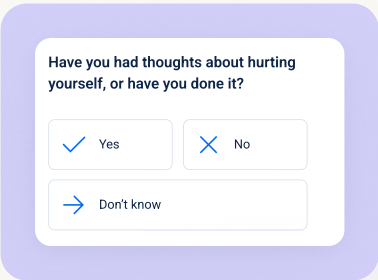 Have you had thoughts about hurting
yourself, or have you done it?
Yes
No
Don't know